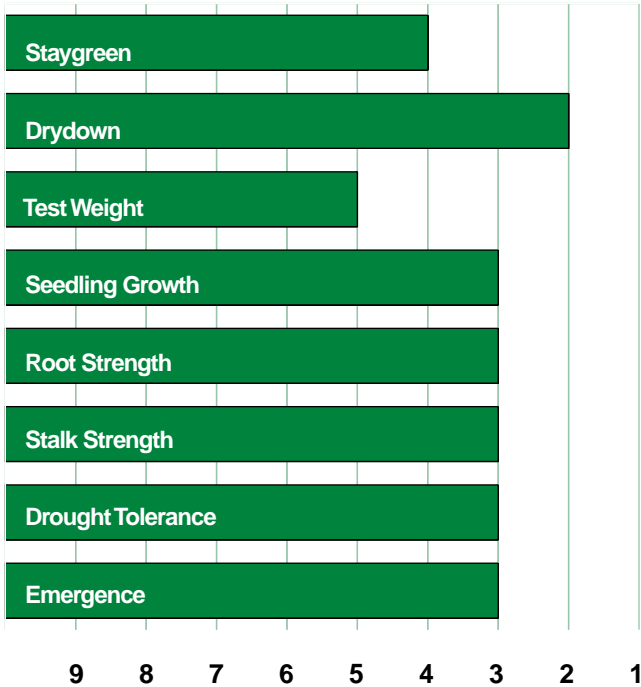 Staygreen
Drydown
Test Weight
Seedling Growth
Root Strength
Stalk Strength
Drought Tolerance
Emergence
9 8 7 6 5 4 3 2 1